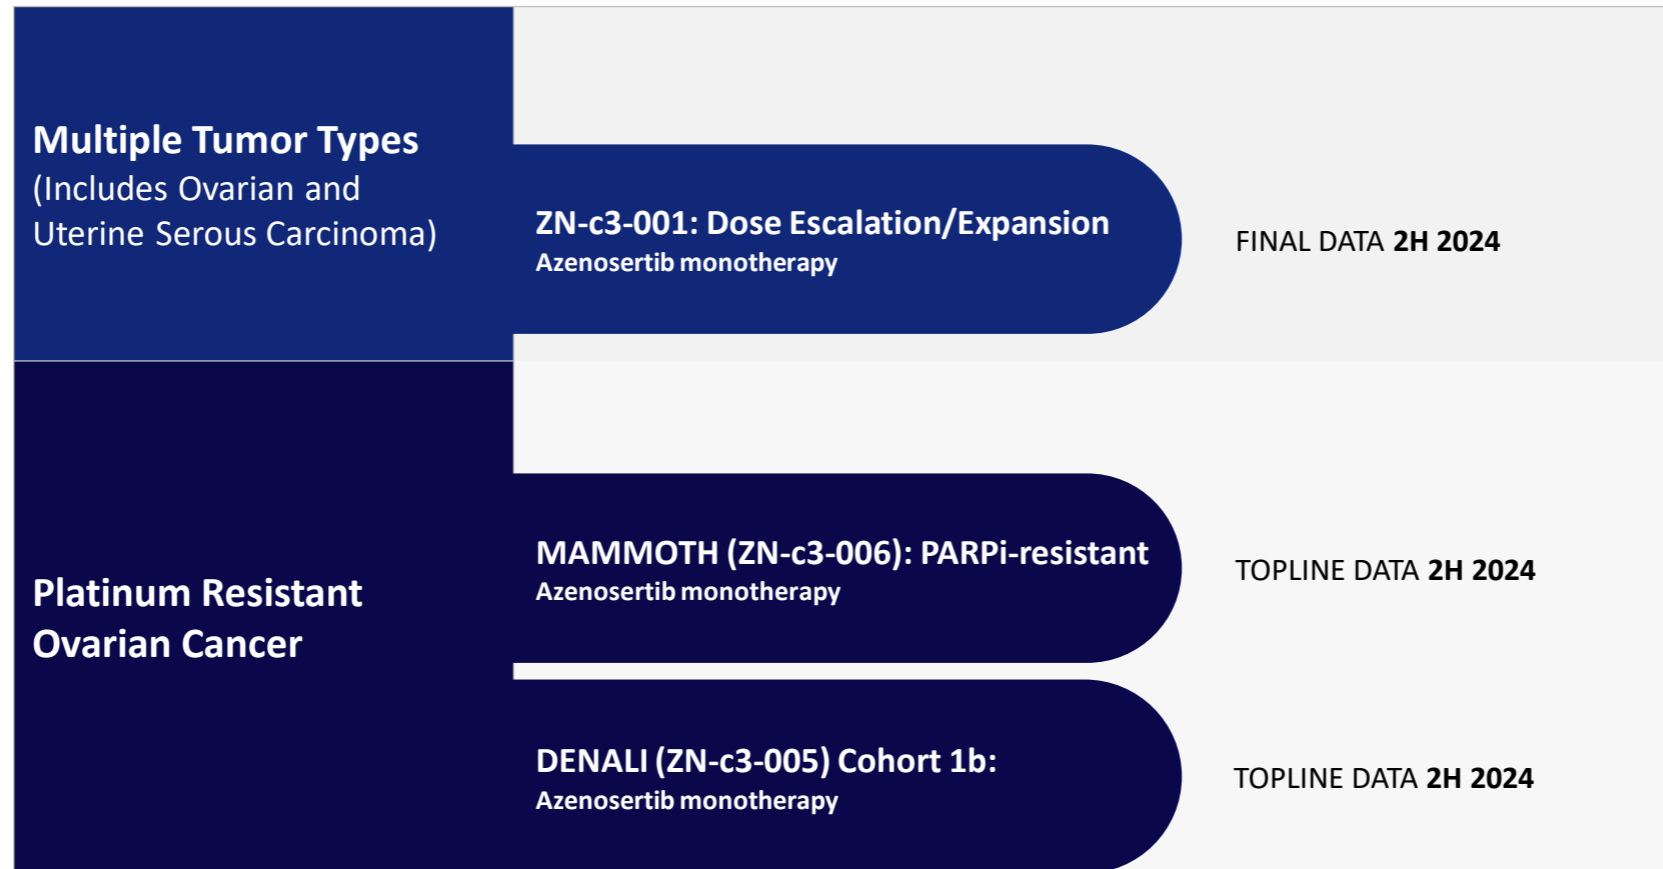 Multiple Tumor Types
(Includes Ovarian and
Uterine Serous Carcinoma)
ZN-c3-001: Dose Escalation/Expansion
Azenosertib monotherapy
FINAL DATA 2H 2024
Platinum Resistant
Ovarian Cancer
MAMMOTH (ZN-c3-006): PARPi-resistant
Azenosertib monotherapy
TOPLINE DATA 2H 2024
DENALI (ZN-c3-005) Cohort 1b:
Azenosertib monotherapy
TOPLINE DATA 2H 2024